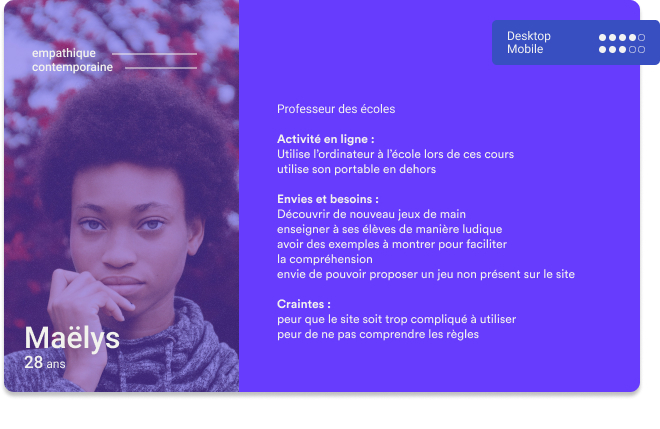 empathique
contemporaine
Desktop
Mobile
Professeur des écoles
Activité en ligne :
Utilise l'ordinateur à l'école lors de ces cours
utilise son portable en dehors
Envies et besoins :
Découvrir de nouveau jeux de main
enseigner à ses élèves de manière ludique
avoir des exemples à montrer pour faciliter
la compréhension
envie de pouvoir proposer un jeu non présent sur le site
Craintes :
peur que le site soit trop compliqué à utiliser
peur de ne pas comprendre les règles
Maëlys
28 ans